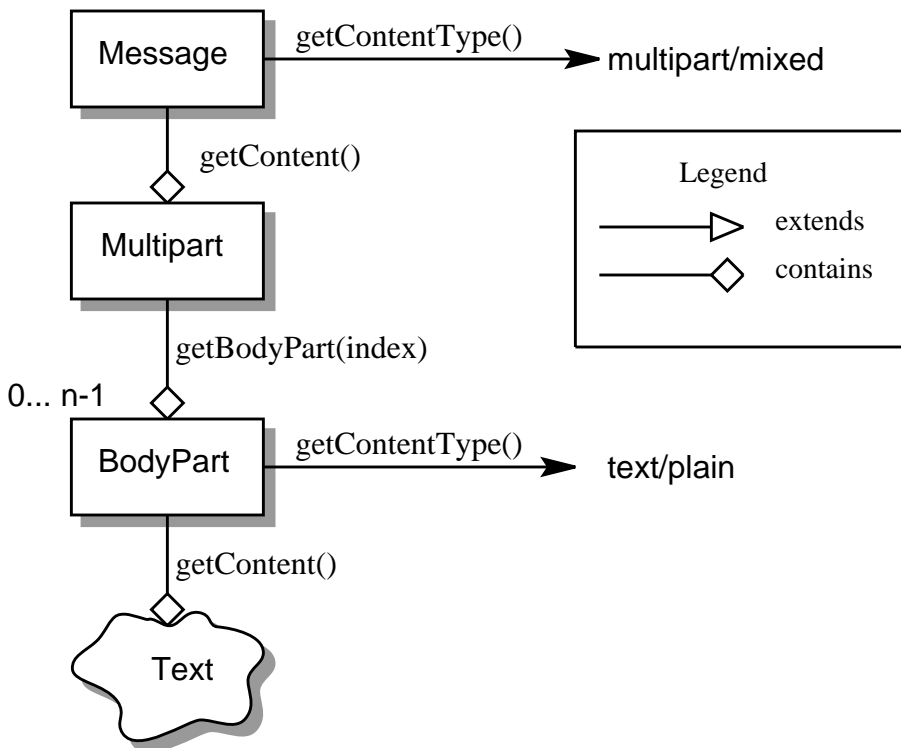 Message
getContentType()
multipart/mixed
getContent()
Legend
extends
contains
Multipart
getBodyPart(index)
0... n-1
BodyPart
getContentType()
text/plain
getContent()
Text